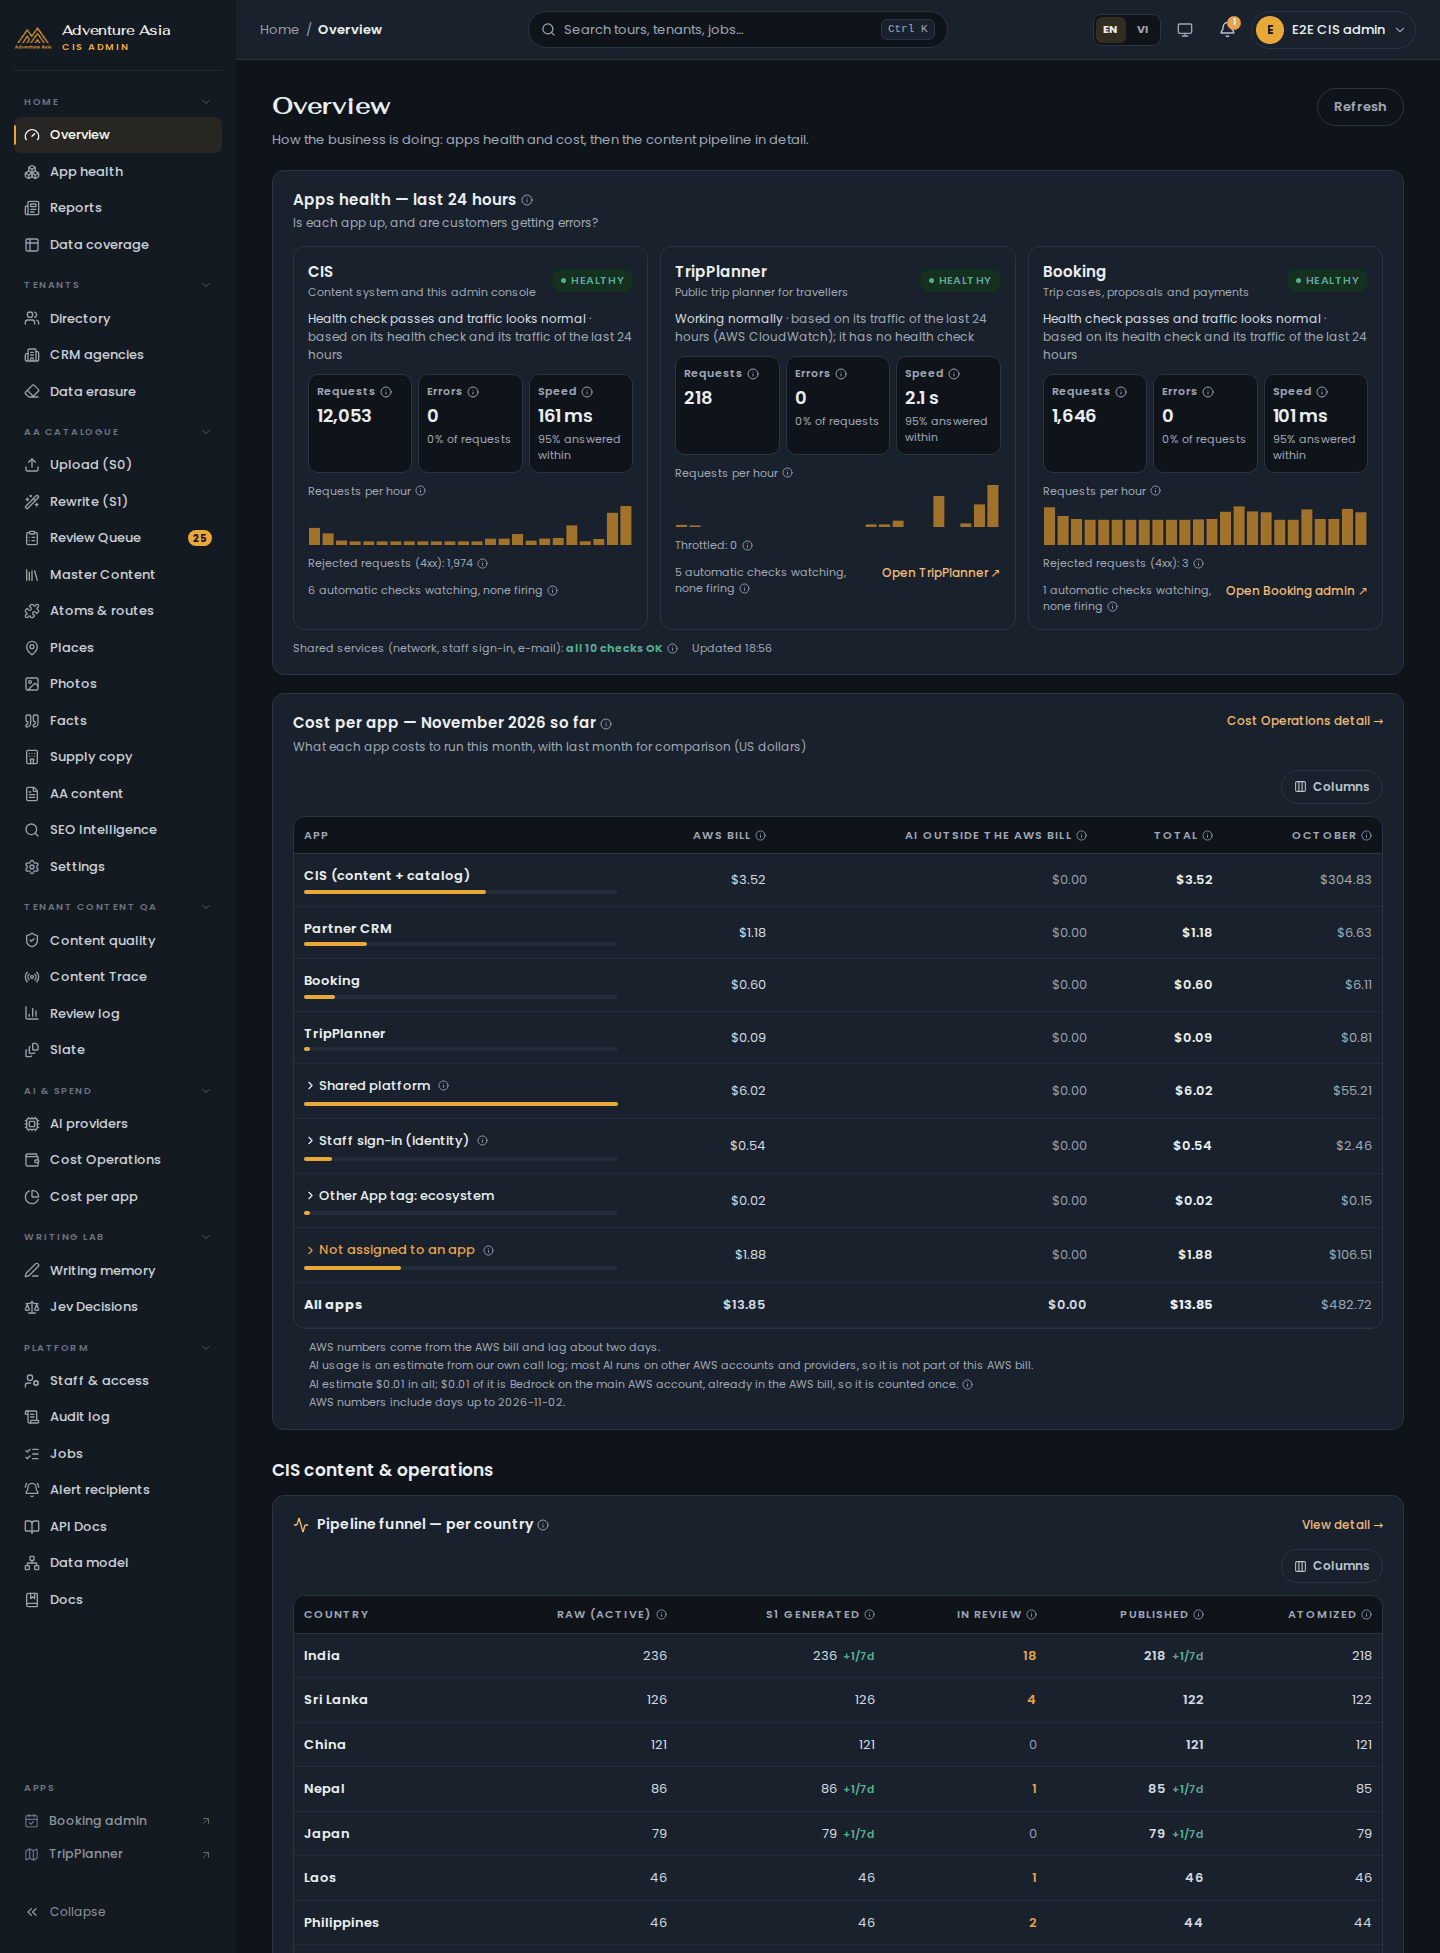 Adventure Asia
Adventure Asia
CIS ADMIN
HOME
Overview
App health
Reports
Data coverage
TENANTS
Directory
CRM agencies
Data erasure
AA CATALOGUE
Upload (S0)
Rewrite (S1)
Review Queue 25
Master Content
Atoms & routes
Places
Photos
Facts
Supply copy
AA content
SEO Intelligence
Settings
TENANT CONTENT QA
Content quality
Content Trace
Review log
Slate
AI & SPEND
AI providers
Cost Operations
Cost per app
WRITING LAB
Writing memory
Jev Decisions
PLATFORM
Staff & access
Audit log
Jobs
Alert recipients
API Docs
Data model
Docs
APPS
Booking admin
TripPlanner
Collapse
Home / Overview
Search tours, tenants, jobs... Ctrl K
EN VI
1
E E2E CIS admin
Overview
Refresh
How the business is doing: apps health and cost, then the content pipeline in detail.
Apps health — last 24 hours
Is each app up, and are customers getting errors?
CIS
Content system and this admin console
HEALTHY
Health check passes and traffic looks normal ·
based on its health check and its traffic of the last 24
hours
Requests
12,053
Errors
0
0% of requests
Speed
161 ms
95% answered
within
Requests per hour
Rejected requests (4xx): 1,974
6 automatic checks watching, none firing
TripPlanner
Public trip planner for travellers
HEALTHY
Working normally · based on its traffic of the last 24
hours (AWS CloudWatch); it has no health check
Requests
218
Errors
0
0% of requests
Speed
2.1 s
95% answered
within
Requests per hour
Throttled: 0
5 automatic checks watching,
none firing
Open TripPlanner ↗
Booking
Trip cases, proposals and payments
HEALTHY
Health check passes and traffic looks normal ·
based on its health check and its traffic of the last 24
hours
Requests
1,646
Errors
0
0% of requests
Speed
101 ms
95% answered
within
Requests per hour
Rejected requests (4xx): 3
1 automatic checks watching,
none firing
Open Booking admin ↗
Shared services (network, staff sign-in, e-mail): all 10 checks OK Updated 18:56
Cost per app — November 2026 so far
Cost Operations detail →
What each app costs to run this month, with last month for comparison (US dollars)
Columns
APP AWS BILL AI OUTSIDE THE AWS BILL TOTAL OCTOBER
CIS (content + catalog) $3.52 $0.00 $3.52 $304.83
Partner CRM $1.18 $0.00 $1.18 $6.63
Booking $0.60 $0.00 $0.60 $6.11
TripPlanner $0.09 $0.00 $0.09 $0.81
Shared platform $6.02 $0.00 $6.02 $55.21
Staff sign-in (identity) $0.54 $0.00 $0.54 $2.46
Other App tag: ecosystem $0.02 $0.00 $0.02 $0.15
Not assigned to an app $1.88 $0.00 $1.88 $106.51
All apps $13.85 $0.00 $13.85 $482.72
AWS numbers come from the AWS bill and lag about two days.
AI usage is an estimate from our own call log; most AI runs on other AWS accounts and providers, so it is not part of this AWS bill.
AI estimate $0.01 in all; $0.01 of it is Bedrock on the main AWS account, already in the AWS bill, so it is counted once.
AWS numbers include days up to 2026-11-02.
CIS content & operations
Pipeline funnel — per country
View detail →
Columns
COUNTRY RAW (ACTIVE) S1 GENERATED IN REVIEW PUBLISHED ATOMIZED
India 236 236 +1/7d 18 218 +1/7d 218
Sri Lanka 126 126 4 122 122
China 121 121 0 121 121
Nepal 86 86 +1/7d 1 85 +1/7d 85
Japan 79 79 +1/7d 0 79 +1/7d 79
Laos 46 46 1 46 46
Philippines 46 46 2 44 44